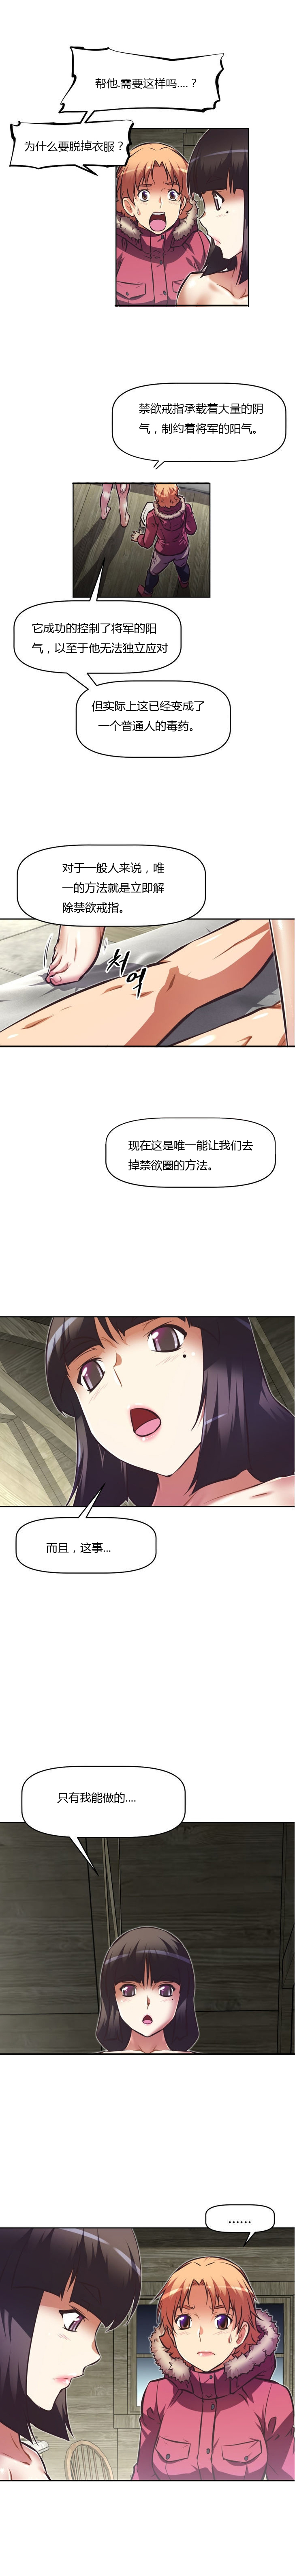 帮他.需要这样吗....？
为什么要脱掉衣服？
禁欲戒指承载着大量的阴
气，制约着将军的阳气。
它成功的控制了将军的阳
气，以至于他无法独立应对
但实际上这已经变成了
一个普通人的毒药。
对于一般人来说，唯
一的方法就是立即解
除禁欲戒指。
처억
现在这是唯一能让我们去
掉禁欲圈的方法。
而且，这事...
只有我能做的....
......